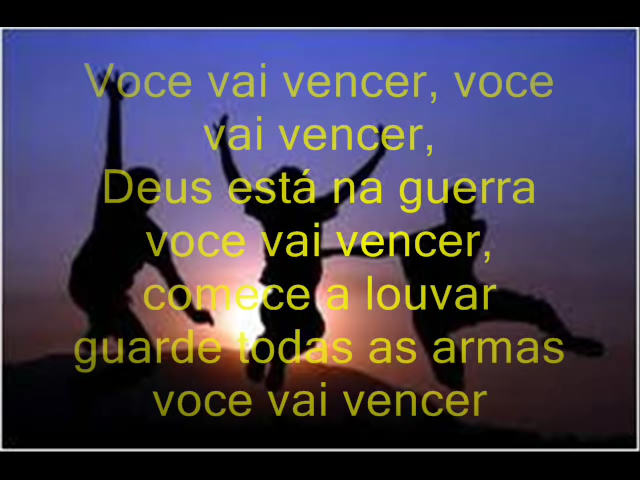 Voce vai vencer, voce
vai vencer,
Deus está na guerra
voce vai vencer,
comece a louvar
guarde todas as armas
voce vai vencer